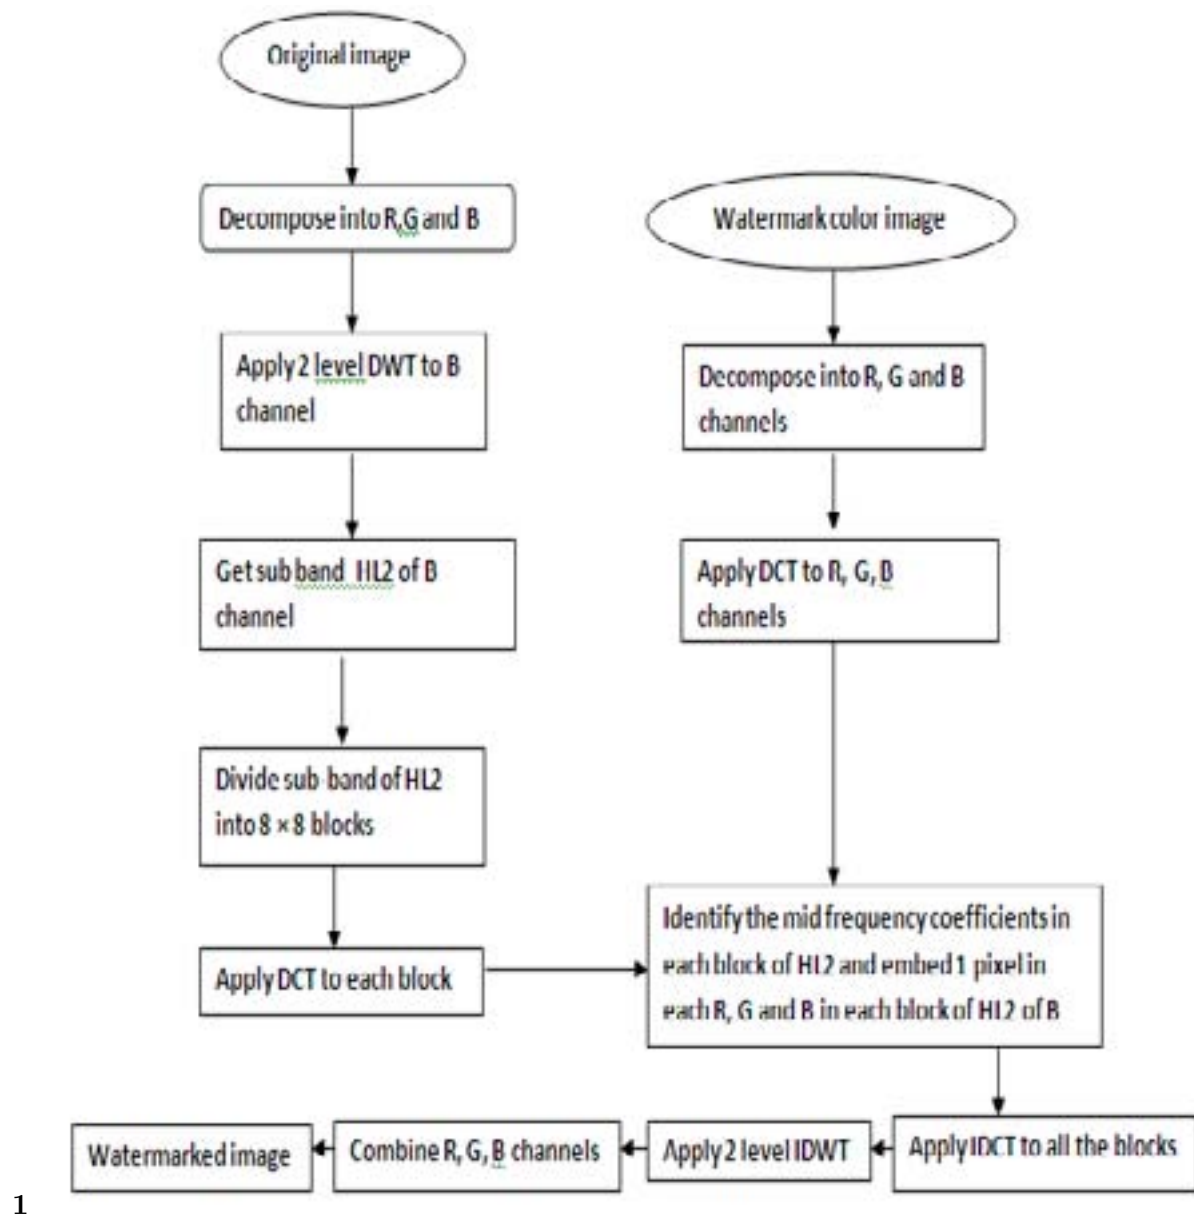 Original image
Decompose into R,G and B
Apply 2 level DWT to B
channel
Get sub band HL2 of B
channel
Divide sub-band of HL2
into 8 × 8 blocks
Apply DCT to each block
Watermark color image
Decompose into R, G and B
channels
Apply DCT to R, G, B
channels
Identify the mid frequency coefficients in
each block of HL2 and embed 1 pixel in
each R, G and B in each block of HL2 of B
Apply IDCT to all the blocks
Apply 2 level IDWT
Combine R, G, B channels
Watermarked image
1